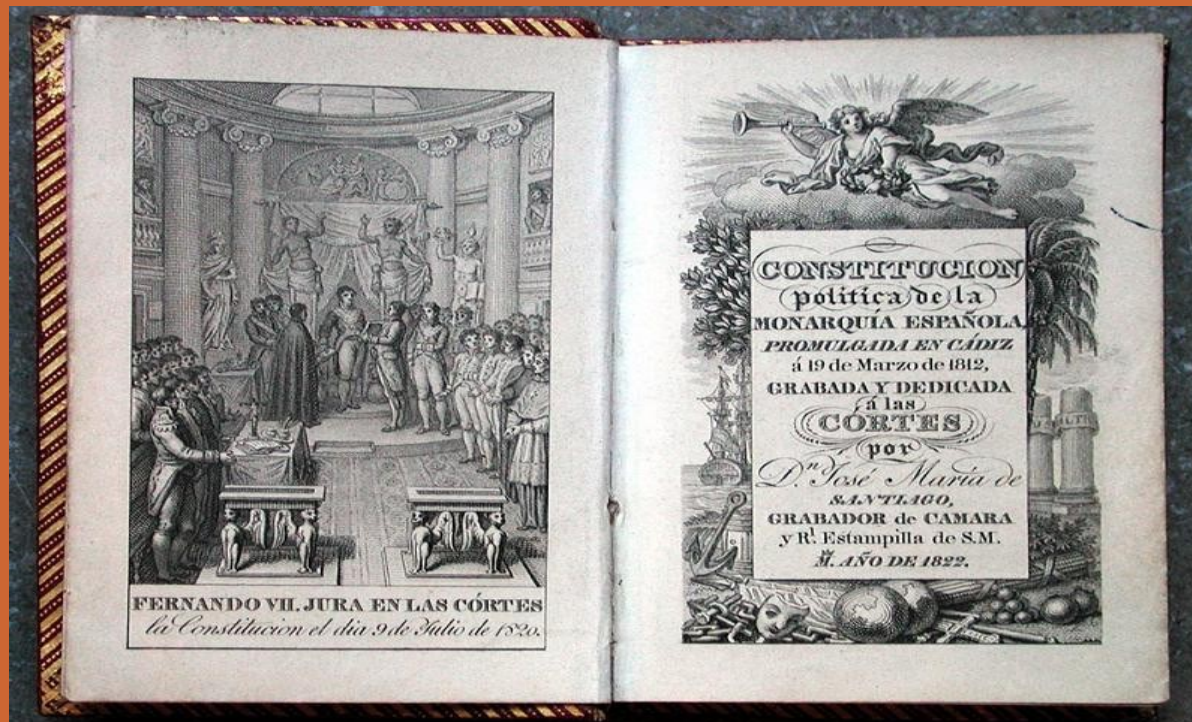 FERNANDO VII. JURA EN LAS CÓRTES
la Constitucion el dia 9 de Julio de 1820.
CONSTITUCION
politica de la
MONARQUÍA ESPAÑOLA,
PROMULGADA EN CÁDIZ
á 19 de Marzo de 1812,
GRABADA Y DEDICADA
á las
CÓRTES
por
D.n José María de
SANTIAGO,
GRABADOR de CAMARA
y Rl. Estampilla de S.M.
AÑO DE 1822.